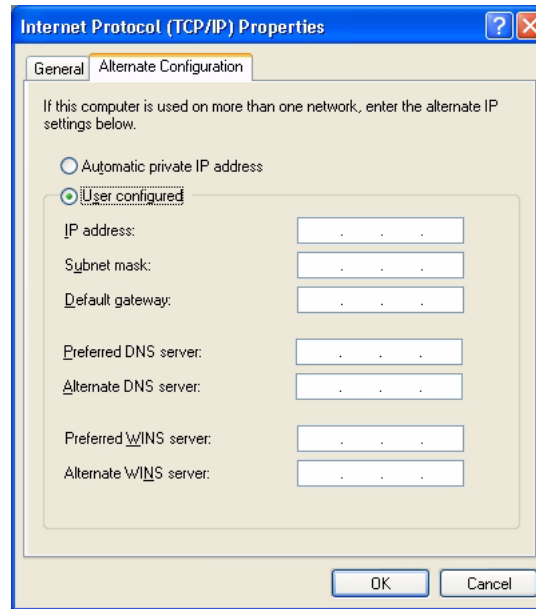 Internet Protocol (TCP/IP) Properties
General
Alternate Configuration
If this computer is used on more than one network, enter the alternate IP
settings below.
Automatic private IP address
User configured
IP address:
Subnet mask:
Default gateway:
Preferred DNS server:
Alternate DNS server:
Preferred WINS server:
Alternate WINS server:
OK
Cancel